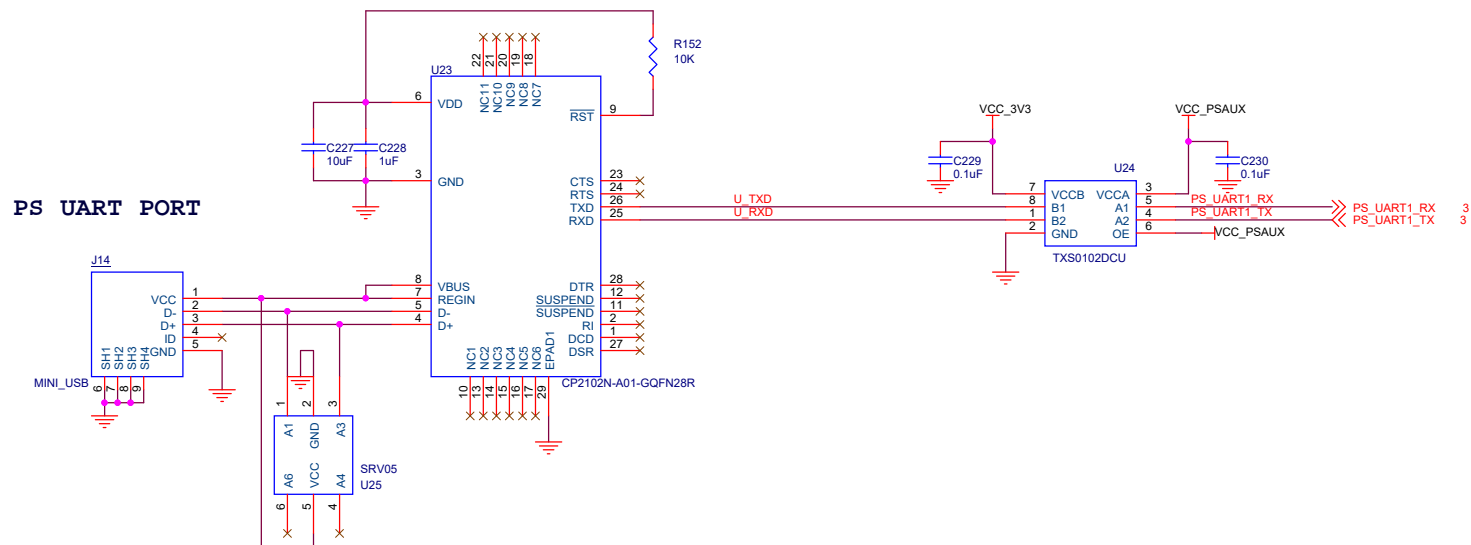 PS UART PORT
J14
VCC 1
D- 2
D+ 3
ID 4
GND 5
SH1
SH2
SH3
SH4
6
7
8
9
MINI_USB
C227
10uF
C228
1uF
U23
22
21
20
19
18
NC11
NC10
NC9
NC8
NC7
6 VDD
3 GND
8 VBUS
7 REGIN
5 D-
4 D+
RST 9
CTS 23
RTS 24
TXD 26
RXD 25
DTR 28
SUSPEND 12
SUSPEND 11
RI 2
DCD 1
DSR 27
NC1
NC2
NC3
NC4
NC5
NC6
EPAD1
10
13
14
15
16
17
29
CP2102N-A01-GQFN28R
R152
10K
1
2
3
A1
GND
A3
A6
VCC
A4
6
5
4
SRV05
U25
U_TXD
U_RXD
VCC_3V3
C229
0.1uF
VCC_PSAUX
C230
0.1uF
U24
7 VCCB VCCA 3
8 B1 A1 5
1 B2 A2 4
2 GND OE 6
TXS0102DCU
PS_UART1_RX
PS_UART1_TX
VCC_PSAUX
PS_UART1_RX 3
PS_UART1_TX 3